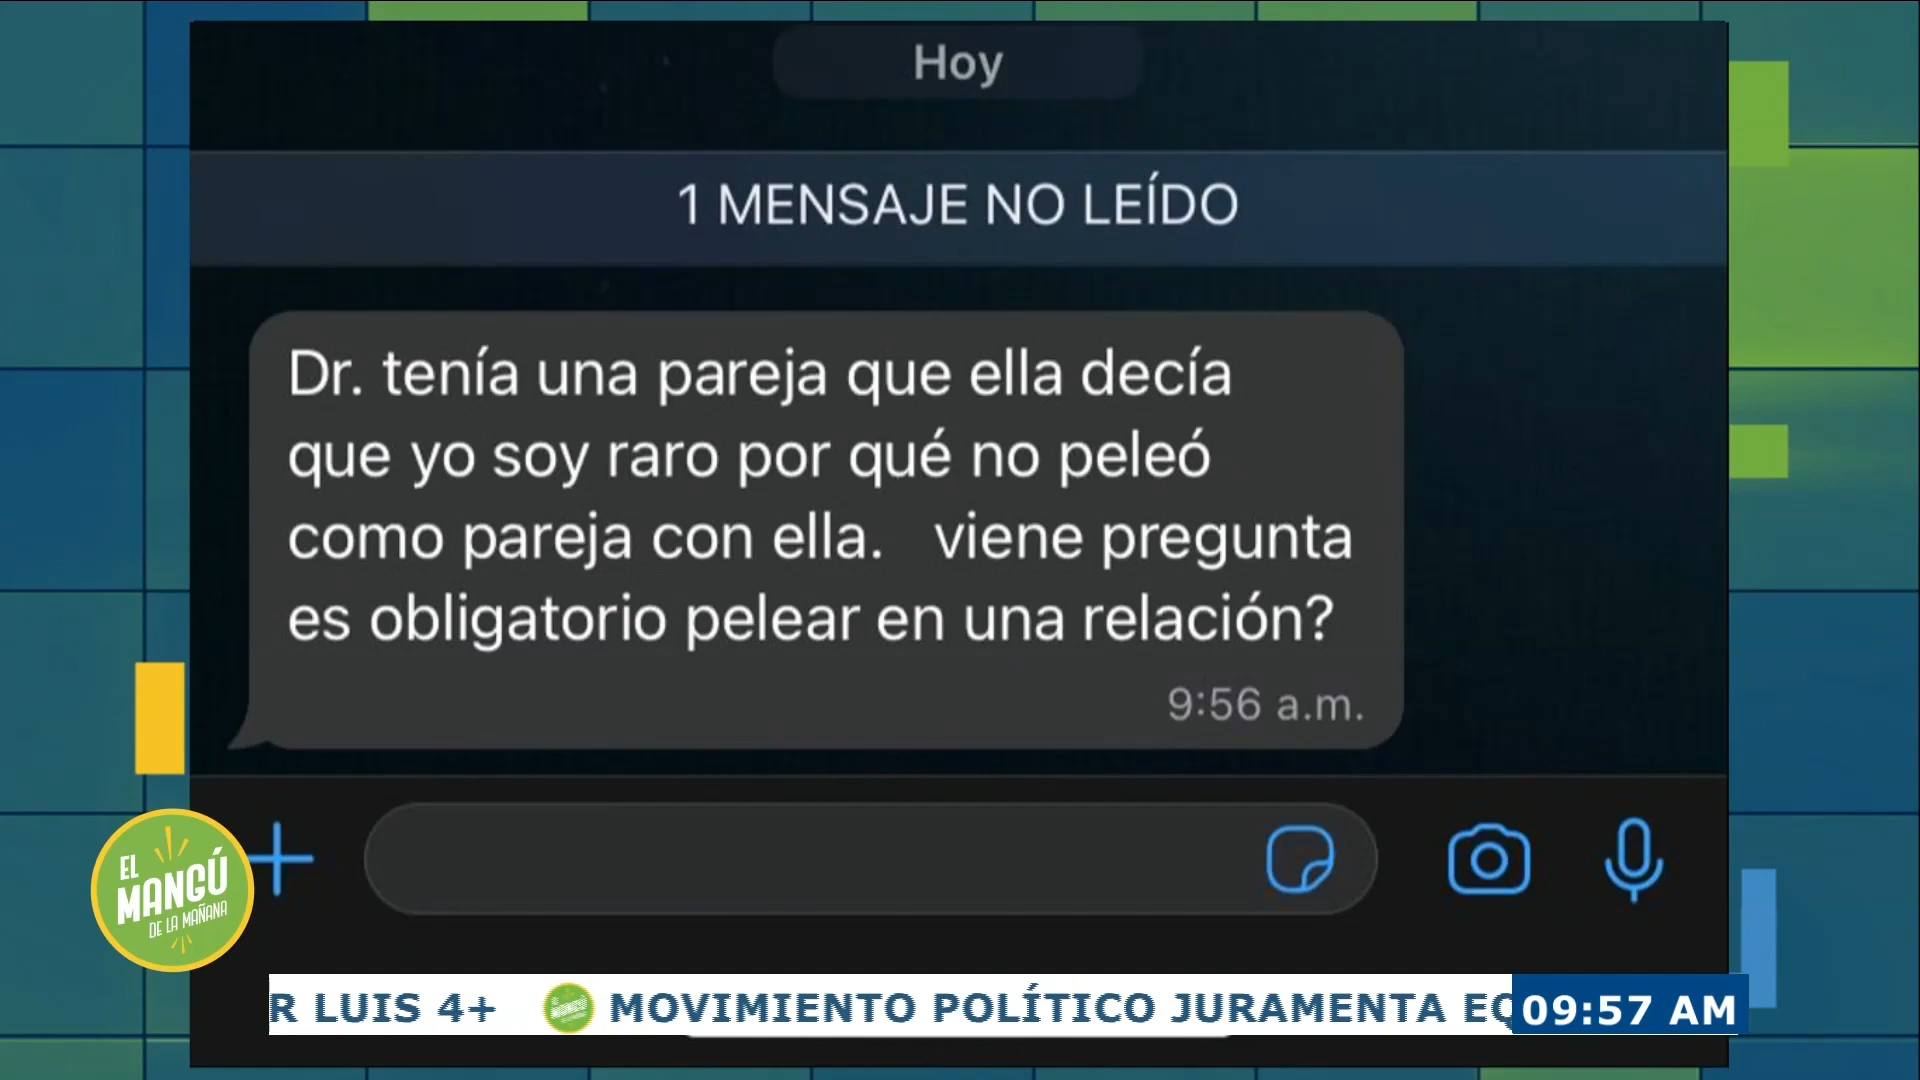 Hoy
1 MENSAJE NO LEÍDO
Dr. tenía una pareja que ella decía
que yo soy raro por qué no peleó
como pareja con ella.   viene pregunta
es obligatorio pelear en una relación?
9:56 a.m.
EL
MANGÚ
DE LA MAÑANA
R LUIS 4+ MOVIMIENTO POLÍTICO JURAMENTA EQ
09:57 AM